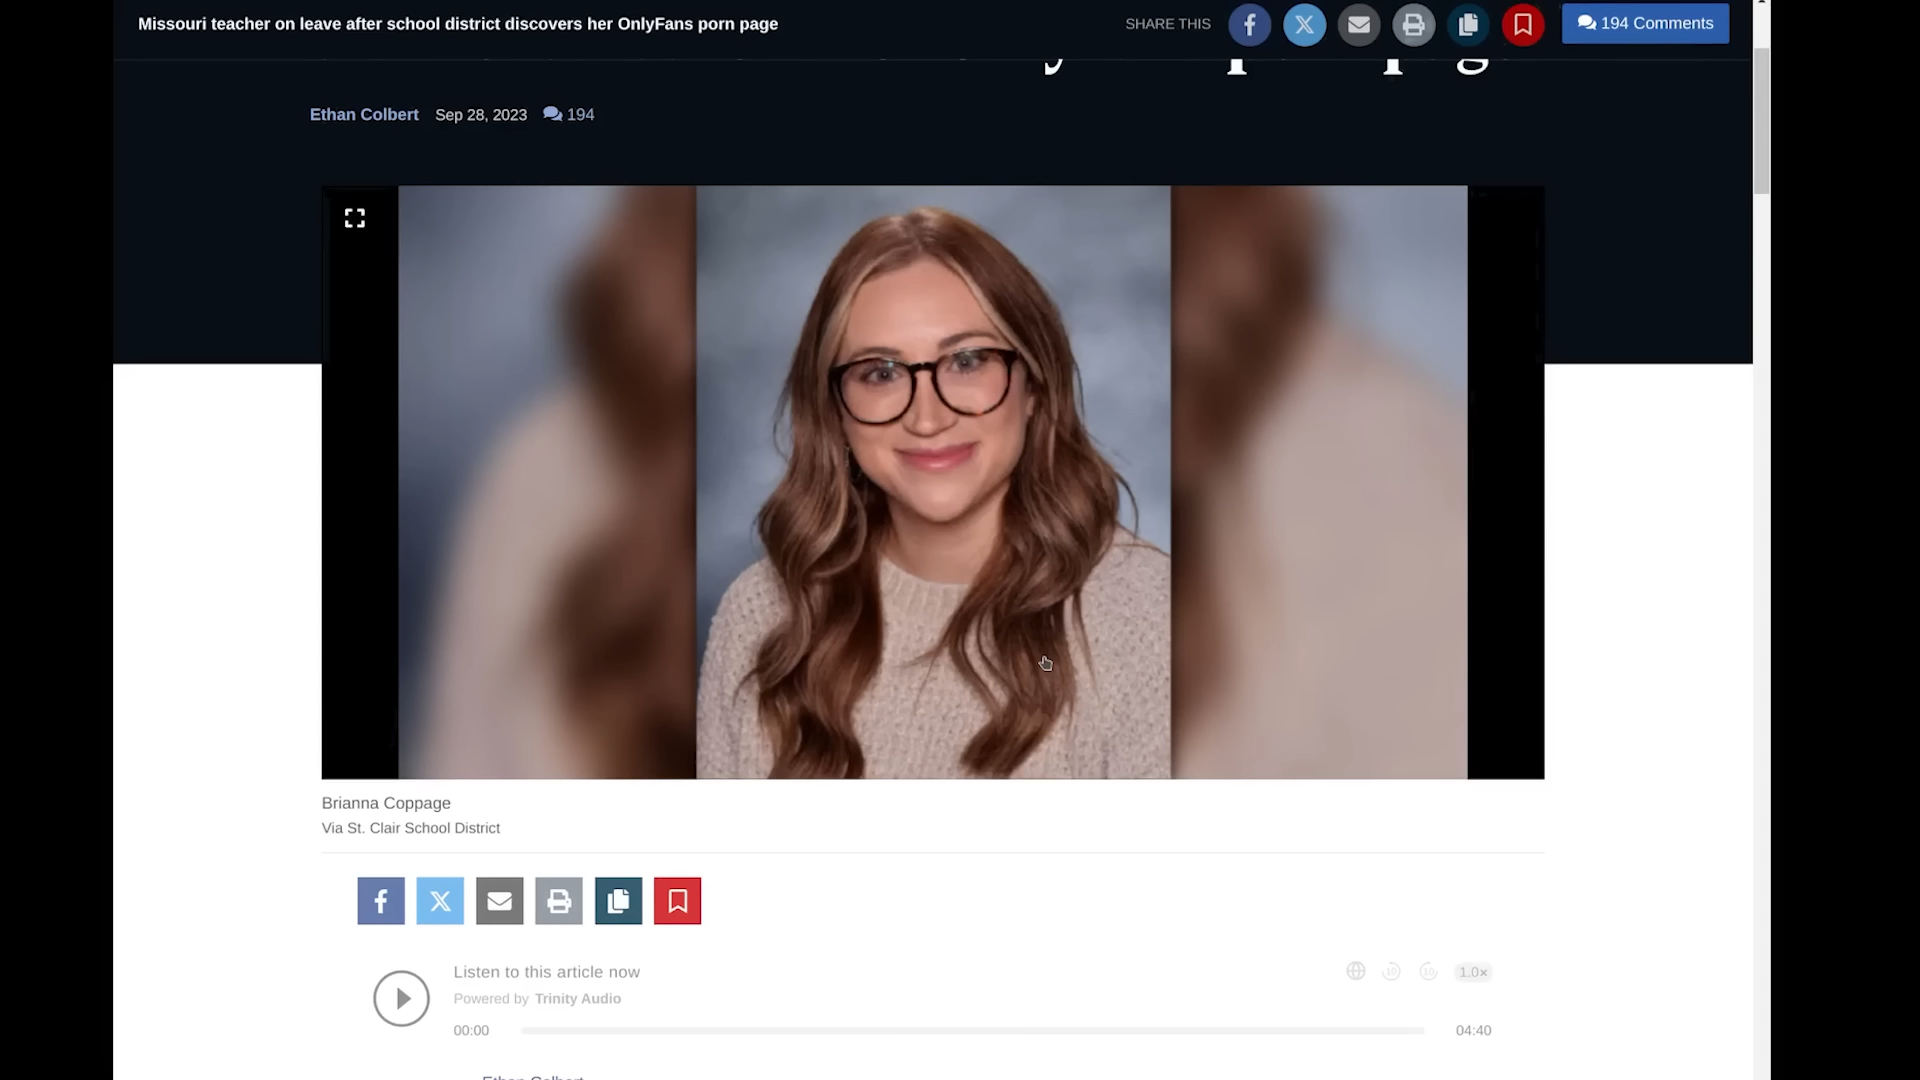 Missouri teacher on leave after school district discovers her OnlyFans porn page
SHARE THIS
194 Comments
Ethan Colbert Sep 28, 2023 194
Brianna Coppage
Via St. Clair School District
Listen to this article now
1.0×
Powered by Trinity Audio
00:00
04:40
Ethan Colbert